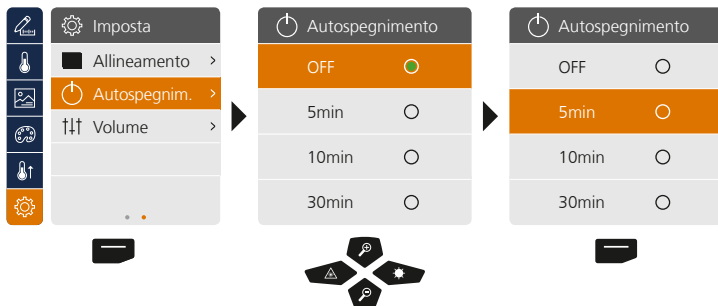 Imposta
Allineamento
Autospegnim.
Volume
Autospegnimento
OFF
5min
10min
30min
Autospegnimento
OFF
5min
10min
30min